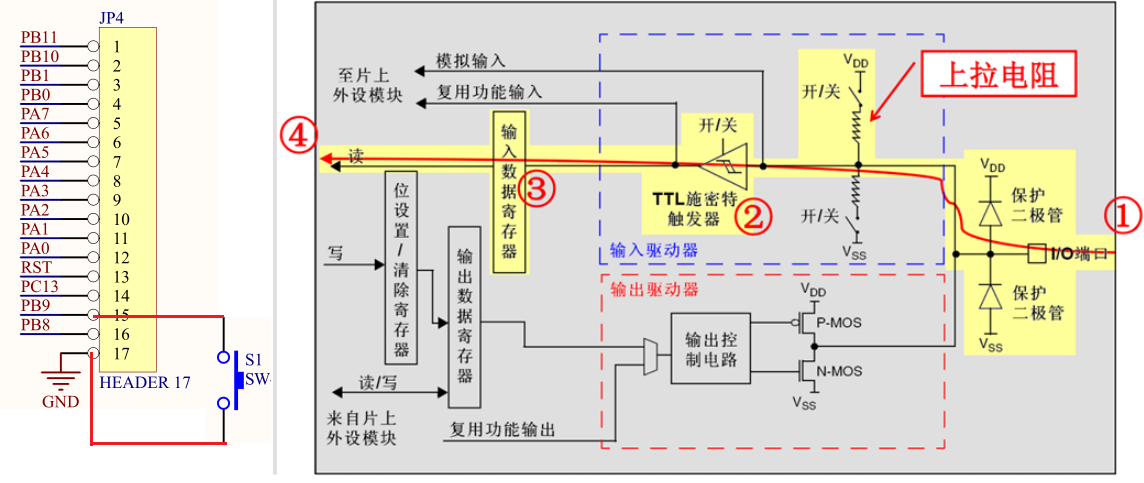 JP4
PB11
1
PB10
2
PB1
3
PB0
4
PA7
5
PA6
6
PA5
7
PA4
8
PA3
9
PA2
10
PA1
11
PA0
12
RST
13
PC13
14
PB9
15
PB8
16
17
GND
HEADER 17
S1
SW-
至片上
外设模块
模拟输入
复用功能输入
④
读
输入数据寄存器
③
开/关
TTL施密特
触发器
②
VDD
开/关
上拉电阻
开/关
VSS
输入驱动器
VDD
保护
二极管
①
I/O端口
保护
二极管
VSS
写
位设置/清除寄存器
输出数据寄存器
读/写
来自片上
外设模块
复用功能输出
输出驱动器
输出控
制电路
VDD
P-MOS
N-MOS
VSS